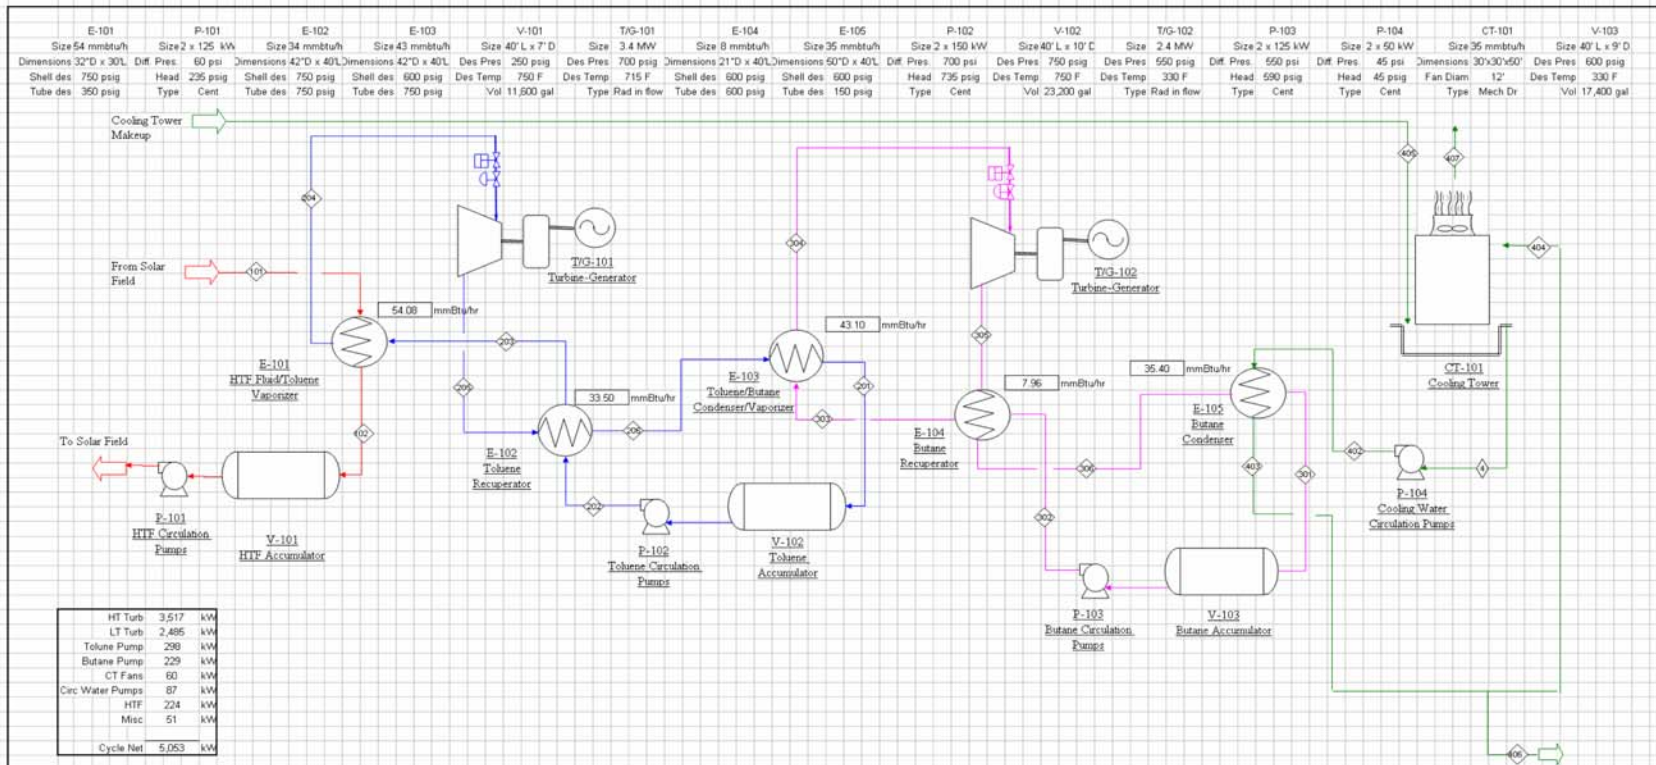 E-101 P-101 E-102 E-103 V-101 T/G-101 E-104 E-105 P-102 V-102 T/G-102 P-103 P-104 CT-101 V-103
Size 54 mmbtu/h Size 2 x 125 kW Size 34 mmbtu/h Size 43 mmbtu/h Size 40' L x 7' D Size 3.4 MW Size 8 mmbtu/h Size 35 mmbtu/h Size 2 x 150 kW Size 40' L x 10' D Size 2.4 MW Size 2 x 125 kW Size 2 x 50 kW Size 35 mmbtu/h Size 40' L x 9' D
Dimensions 32"D x 30'L Diff. Pres. 60 psi Dimensions 42"D x 40'L Dimensions 42"D x 40'L Des Pres 250 psig Des Pres 700 psig Dimensions 21"D x 40'L Dimensions 50"D x 40'L Diff. Pres. 700 psi Des Pres 750 psig Des Pres 550 psig Diff. Pres. 550 psi Diff. Pres. 45 psi Dimensions 30'x30'x50' Des Pres 600 psig
Shell des 750 psig Head 235 psig Shell des 750 psig Shell des 600 psig Des Temp 750 F Des Temp 715 F Shell des 600 psig Shell des 600 psig Head 735 psig Des Temp 750 F Des Temp 330 F Head 590 psig Head 45 psig Fan Diam 12' Des Temp 330 F
Tube des 350 psig Type Cent Tube des 750 psig Tube des 750 psig Vol 11,600 gal Type Rad in flow Tube des 600 psig Tube des 150 psig Type Cent Vol 23,200 gal Type Rad in flow Type Cent Type Cent Type Mech Dr Vol 17,400 gal
Cooling Tower
Makeup
405
407
204
304
404
From Solar
Field
101
T/G-101
Turbine-Generator
T/G-102
Turbine-Generator
54.08 mmBtu/hr
43.10 mmBtu/hr
203
305
E-101
HTF Fluid/Toluene
Vaporizer
E-103
Toluene/Butane
Condenser/Vaporizer
35.40 mmBtu/hr
CT-101
Cooling Tower
205
33.50 mmBtu/hr
201
7.96 mmBtu/hr
E-105
Butane
Condenser
102
206
303
E-104
Butane
Recuperator
To Solar Field
E-102
Toluene
Recuperator
306
403
301
402
4
P-104
Cooling Water
Circulation Pumps
P-101
HTF Circulation
Pumps
V-101
HTF Accumulator
202
302
P-102
Toluene Circulation
Pumps
V-102
Toluene
Accumulator
P-103
Butane Circulation
Pumps
V-103
Butane Accumulator
HT Turb 3,517 kW
LT Turb 2,485 kW
Tolune Pump 298 kW
Butane Pump 229 kW
CT Fans 60 kW
Circ Water Pumps 87 kW
HTF 224 kW
Misc 51 kW
Cycle Net 5,053 kW
406